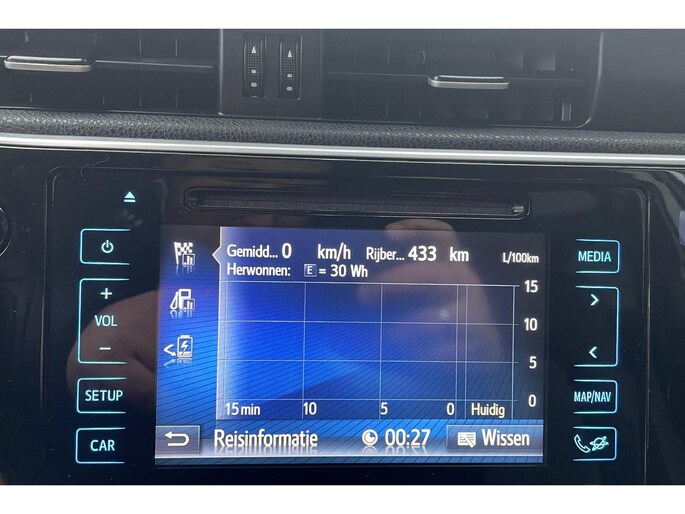 Gemidd... 0 km/h Rijber... 433 km L/100km
Herwonnen: E = 30 Wh
15
10
5
0
15 min 10 5 0 Huidig
Reisinformatie 00:27 Wissen
VOL
SETUP
CAR
MEDIA
MAP/NAV